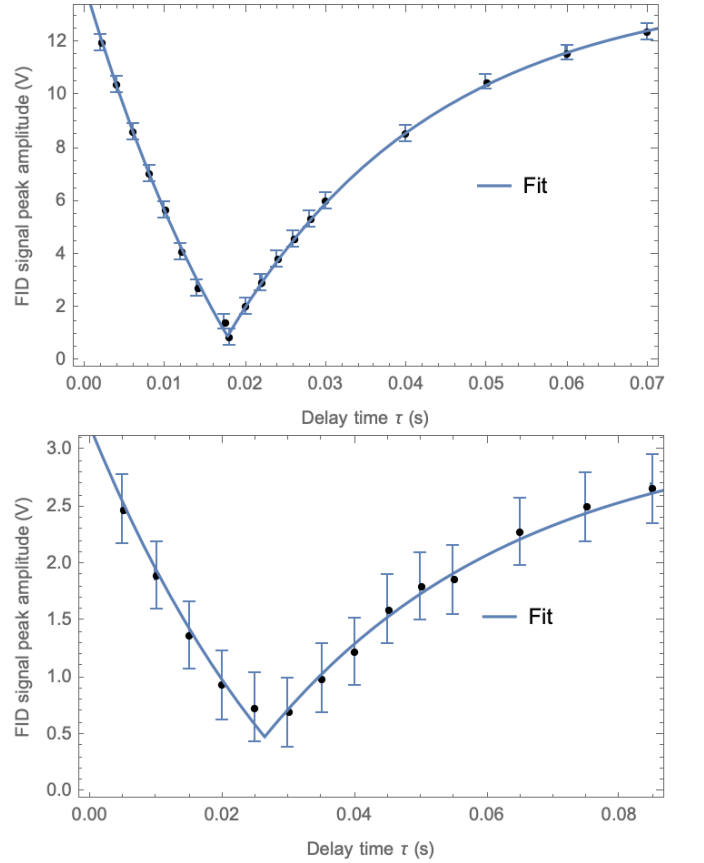 FID signal peak amplitude (V)
12
10
8
6
4
2
0
Fit
0.00 0.01 0.02 0.03 0.04 0.05 0.06 0.07
Delay time τ (s)
FID signal peak amplitude (V)
3.0
2.5
2.0
1.5
1.0
0.5
0.0
Fit
0.00 0.02 0.04 0.06 0.08
Delay time τ (s)